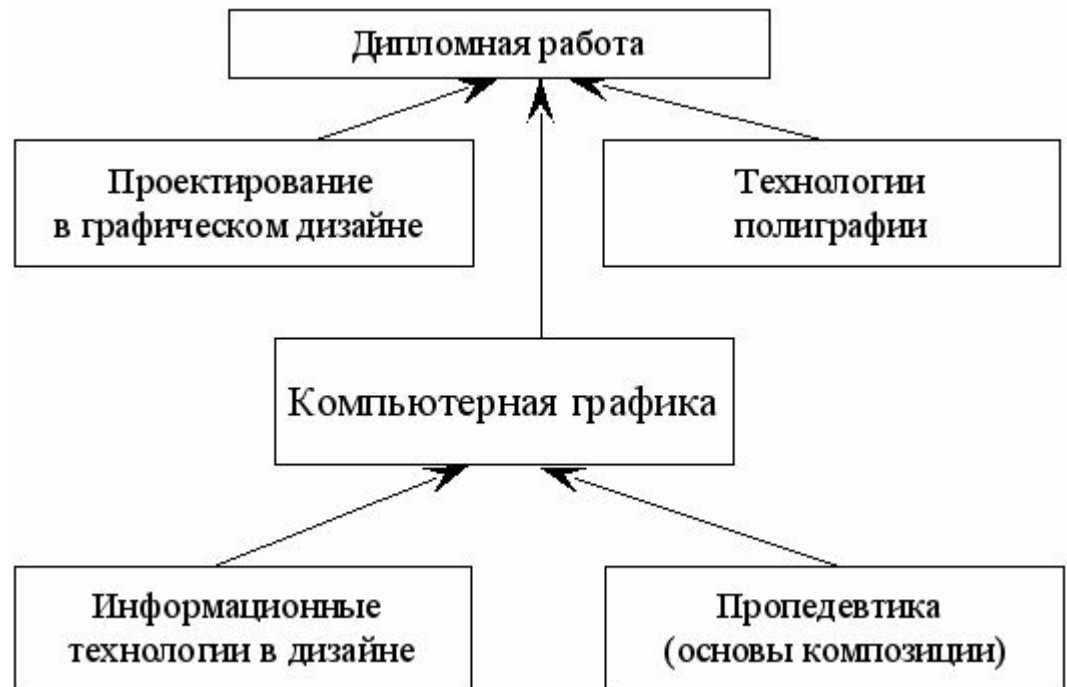 Дипломная работа
Проектирование
в графическом дизайне
Технологии
полиграфии
Компьютерная графика
Информационные
технологии в дизайне
Пропедевтика
(основы композиции)